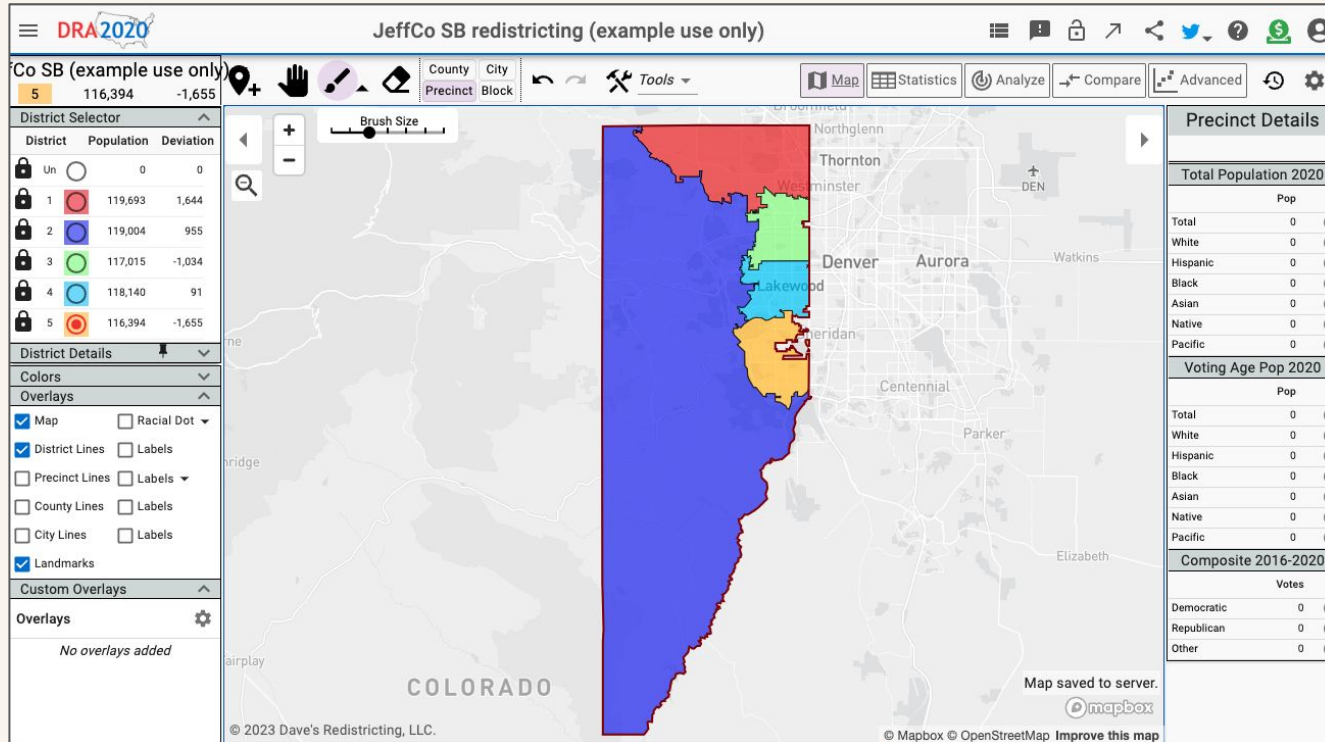 DRA2020
JeffCo SB redistricting (example use only)
Co SB (example use only)
5 116,394 -1,655
County City
Precinct Block
Tools
Map
Statistics
Analyze
Compare
Advanced
District Selector
District Population Deviation
Un 0 0
1 119,693 1,644
2 119,004 955
3 117,015 -1,034
4 118,140 91
5 116,394 -1,655
District Details
Colors
Overlays
Map Racial Dot
District Lines Labels
Precinct Lines Labels
County Lines Labels
City Lines Labels
Landmarks
Custom Overlays
Overlays
No overlays added
Brush Size
+
−
Broomfield
Northglenn
Thornton
Westminster
DEN
Denver Aurora
Watkins
Lakewood
heridan
Centennial
Parker
Elizabeth
ne
nridge
airplay
COLORADO
Map saved to server.
mapbox
© 2023 Dave's Redistricting, LLC.
© Mapbox © OpenStreetMap Improve this map
Precinct Details
Total Population 2020
Pop
Total 0
White 0
Hispanic 0
Black 0
Asian 0
Native 0
Pacific 0
Voting Age Pop 2020
Pop
Total 0
White 0
Hispanic 0
Black 0
Asian 0
Native 0
Pacific 0
Composite 2016-2020
Votes
Democratic 0
Republican 0
Other 0